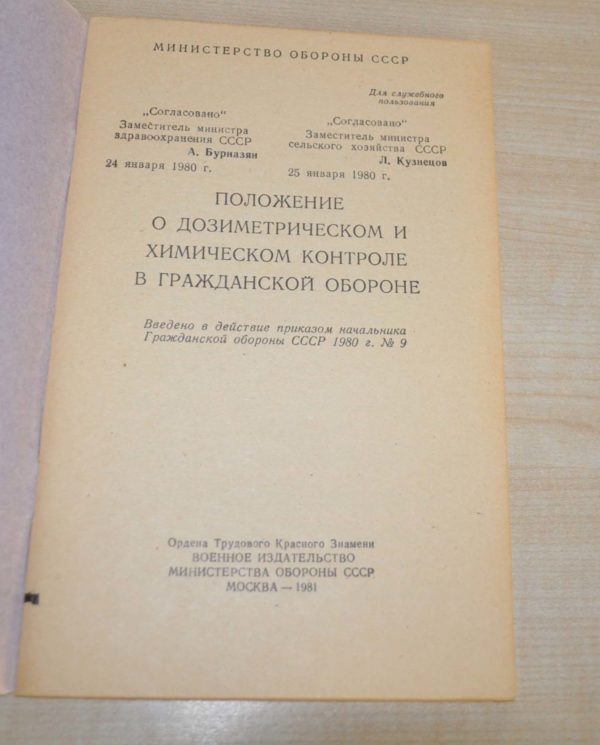 МИНИСТЕРСТВО ОБОРОНЫ СССР
Для служебного
пользования
„Согласовано“
Заместитель министра
здравоохранения СССР
А. Бурназян
24 января 1980 г.
„Согласовано“
Заместитель министра
сельского хозяйства СССР
Л. Кузнецов
25 января 1980 г.
ПОЛОЖЕНИЕ
О ДОЗИМЕТРИЧЕСКОМ И
ХИМИЧЕСКОМ КОНТРОЛЕ
В ГРАЖДАНСКОЙ ОБОРОНЕ
Введено в действие приказом начальника
Гражданской обороны СССР 1980 г. № 9
Ордена Трудового Красного Знамени
ВОЕННОЕ ИЗДАТЕЛЬСТВО
МИНИСТЕРСТВА ОБОРОНЫ СССР
МОСКВА — 1981